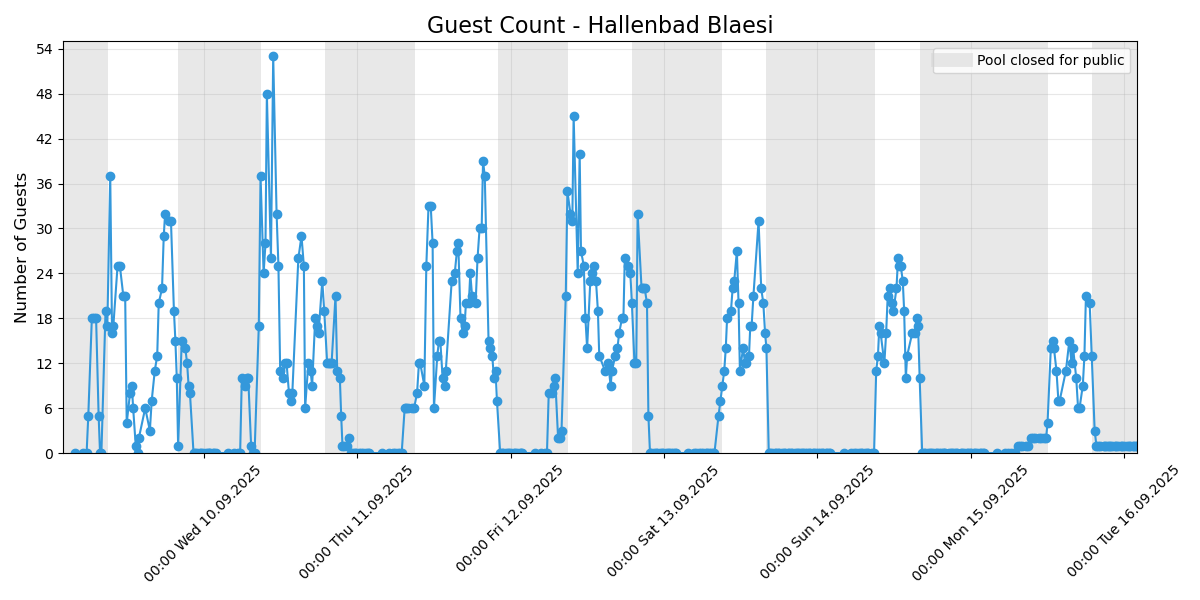 Guest Count - Hallenbad Blaesi
Pool closed for public
Number of Guests
54
48
42
36
30
24
18
12
6
0
00:00 Wed 10.09.2025
00:00 Thu 11.09.2025
00:00 Fri 12.09.2025
00:00 Sat 13.09.2025
00:00 Sun 14.09.2025
00:00 Mon 15.09.2025
00:00 Tue 16.09.2025